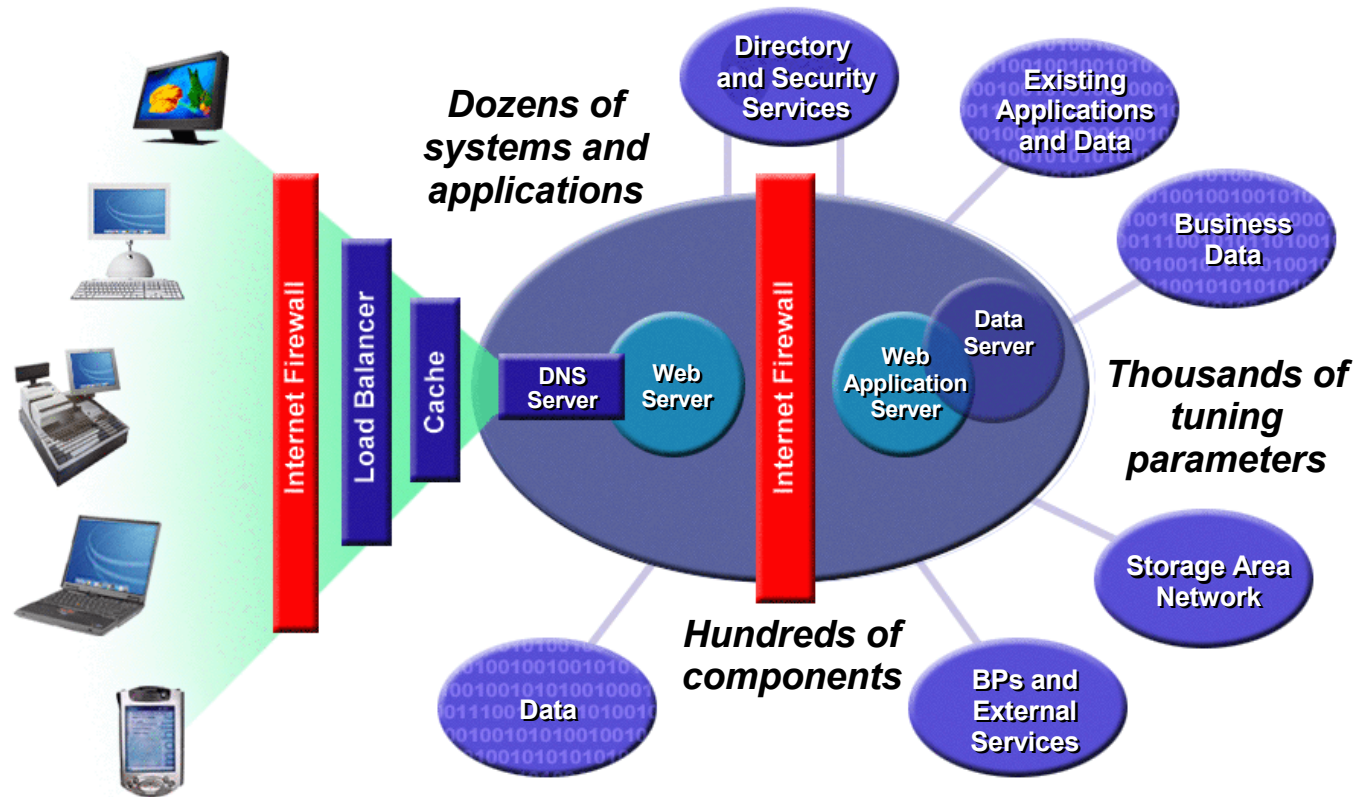 Directory
and Security
Services
Existing
Applications
and Data
Dozens of
systems and
applications
Business
Data
Internet Firewall
Load Balancer
Cache
DNS
Server
Web
Server
Internet Firewall
Web
Application
Server
Data
Server
Thousands of
tuning
parameters
Storage Area
Network
Hundreds of
components
Data
BPs and
External
Services